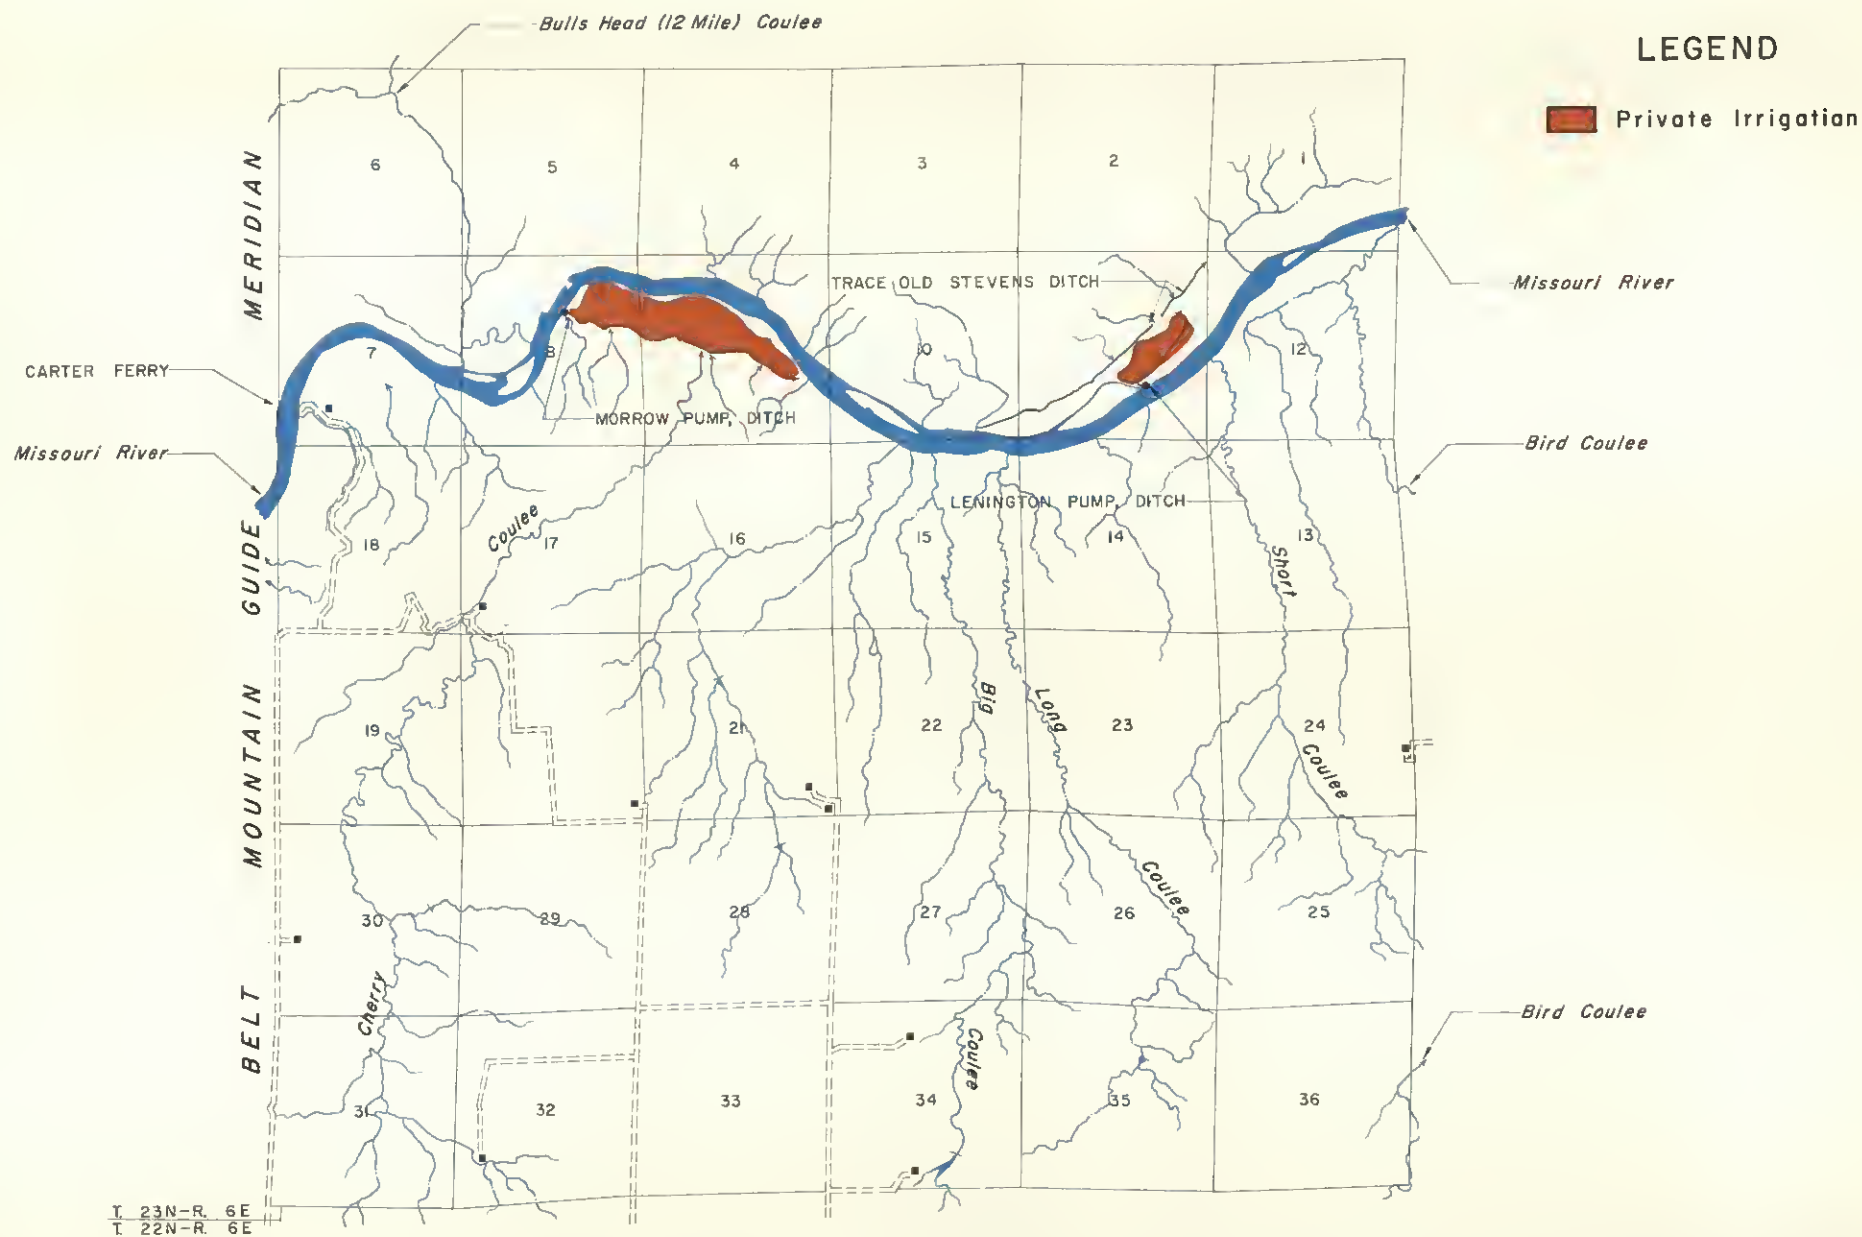 Bulls Head (12 Mile) Coulee
LEGEND
Private Irrigation
6
5
4
3
2
1
MERIDIAN
TRACE OLD STEVENS DITCH
Missouri River
7
8
10
12
CARTER FERRY
MORROW PUMP, DITCH
Missouri River
Bird Coulee
LENINGTON PUMP, DITCH
GUIDE
18
Coulee
17
16
15
14
13
Short
MOUNTAIN
19
21
22
Big
Long
23
24
Coulee
30
29
28
27
26
Coulee
25
BELT
Cherry
Coulee
Bird Coulee
31
32
33
34
35
36
T. 23N-R. 6E
T. 22N-R. 6E